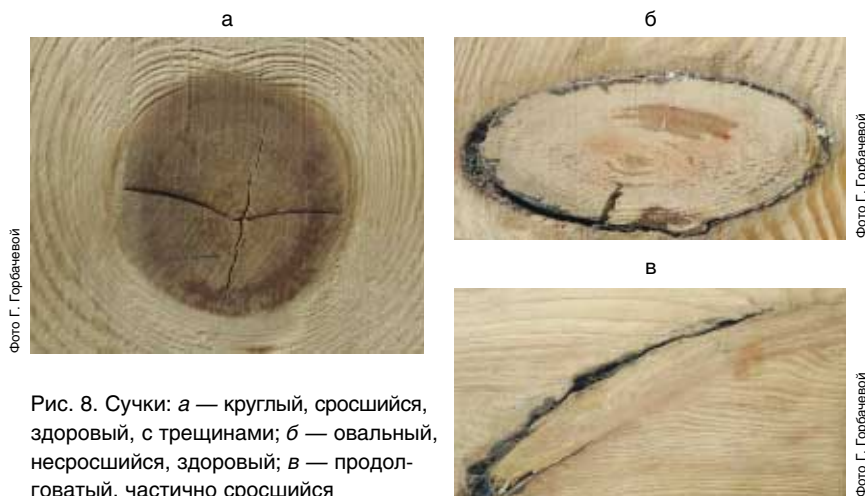 а
Фото Г. Горбачевой
б
Фото Г. Горбачевой
в
Фото Г. Горбачевой
Рис. 8. Сучки: а — круглый, сросшийся,
здоровый, с трещинами; б — овальный,
несросшийся, здоровый; в — продол-
говатый, частично сросшийся